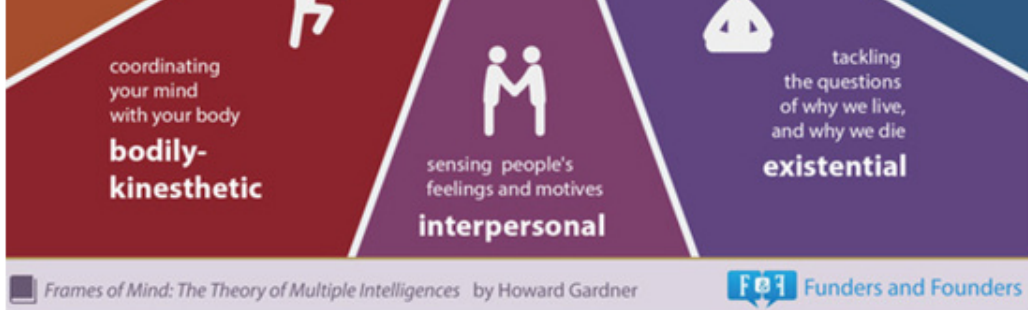 coordinating
your mind
with your body
bodily-
kinesthetic
sensing people's
feelings and motives
interpersonal
tackling
the questions
of why we live,
and why we die
existential
Frames of Mind: The Theory of Multiple Intelligences by Howard Gardner
F&F Funders and Founders